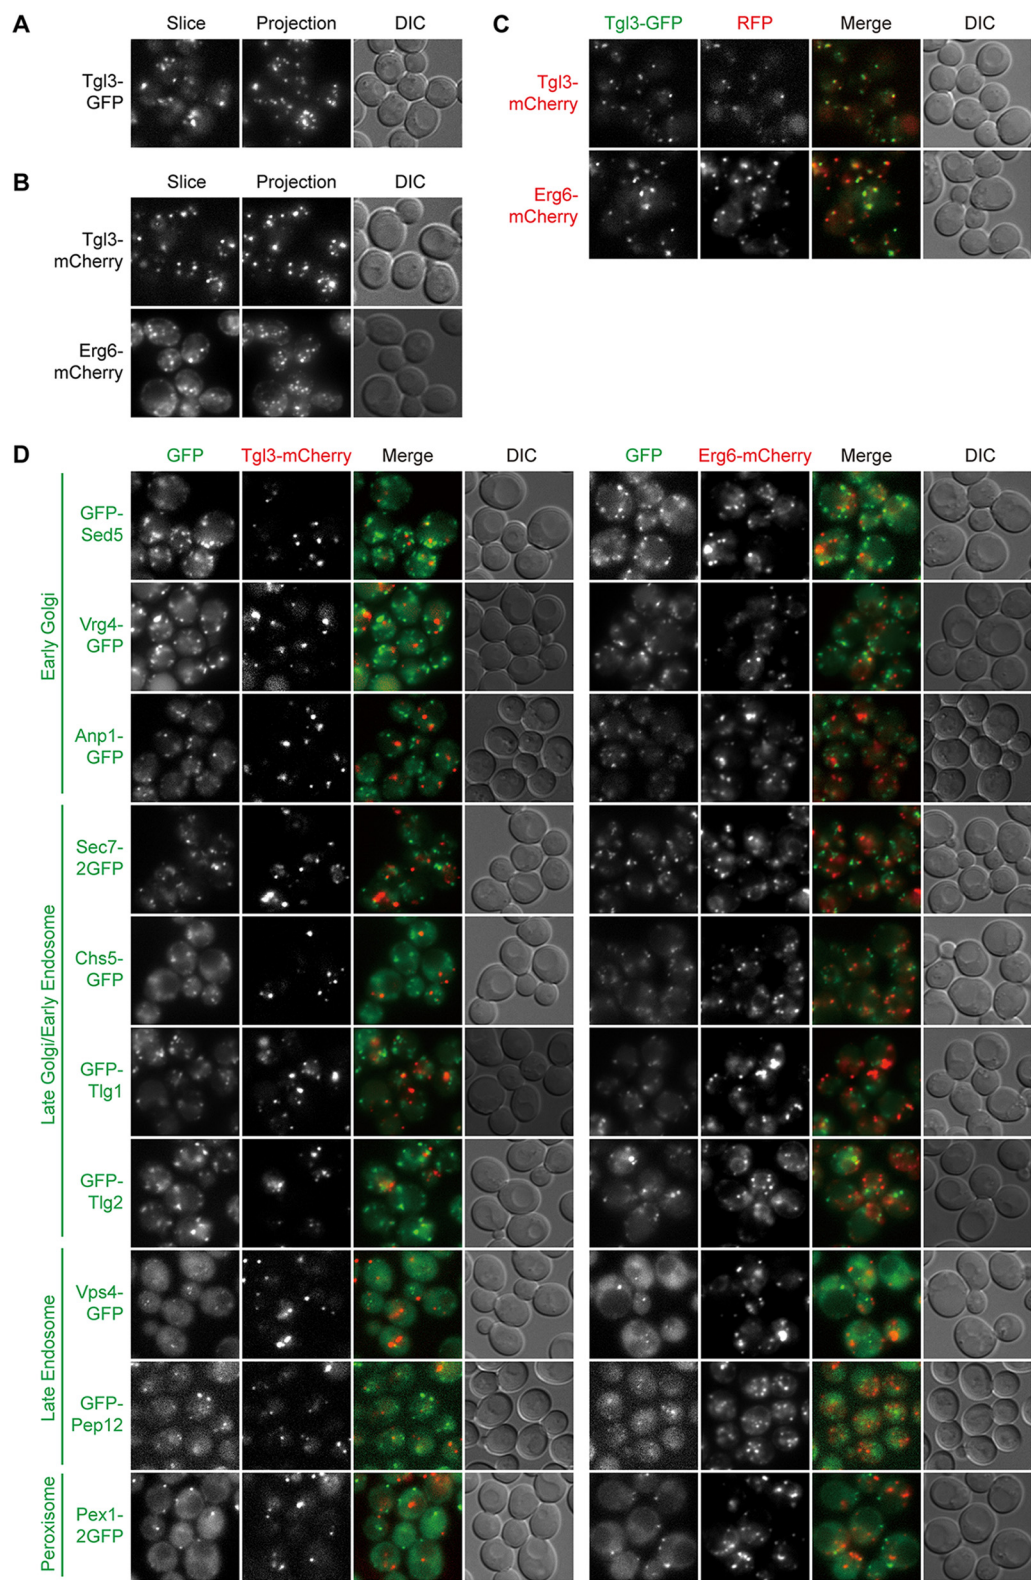 A
Slice Projection DIC
Tgl3-
GFP
B
Slice Projection DIC
Tgl3-
mCherry
Erg6-
mCherry
C
Tgl3-GFP RFP Merge DIC
Tgl3-
mCherry
Erg6-
mCherry
D
GFP Tgl3-mCherry Merge DIC GFP Erg6-mCherry Merge DIC
Early Golgi
GFP-
Sed5
Vrg4-
GFP
Anp1-
GFP
Late Golgi/Early Endosome
Sec7-
2GFP
Chs5-
GFP
GFP-
Tlg1
GFP-
Tlg2
Late Endosome
Vps4-
GFP
GFP-
Pep12
Peroxisome
Pex1-
2GFP